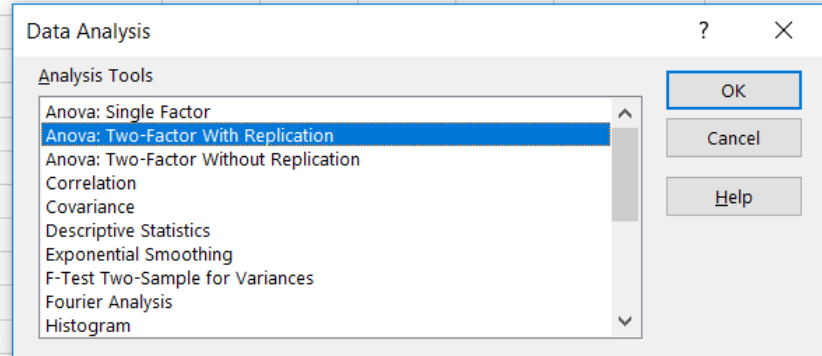 Data Analysis ?
Analysis Tools
Anova: Single Factor
Anova: Two-Factor With Replication
Anova: Two-Factor Without Replication
Correlation
Covariance
Descriptive Statistics
Exponential Smoothing
F-Test Two-Sample for Variances
Fourier Analysis
Histogram
OK
Cancel
Help